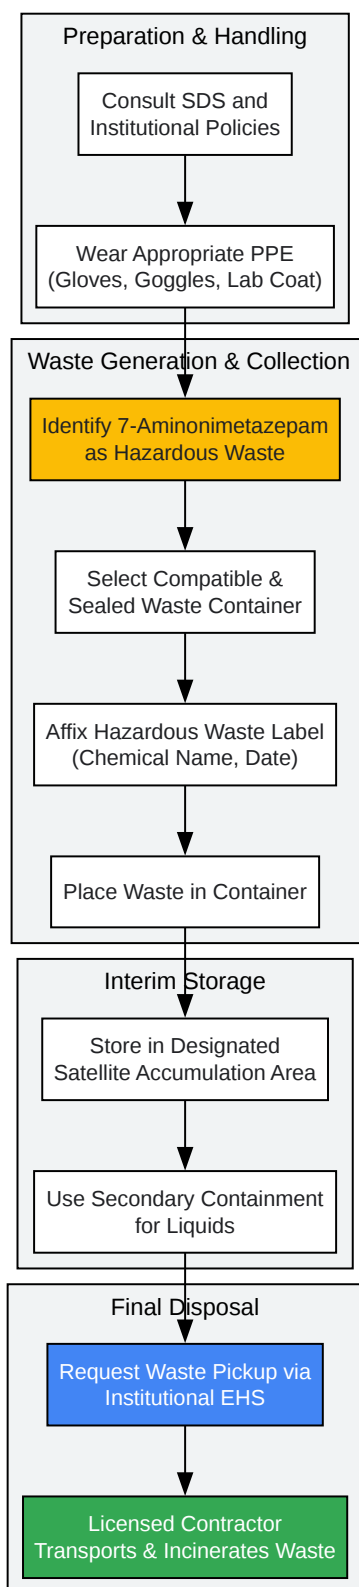 Preparation & Handling
Consult SDS and
Institutional Policies
Wear Appropriate PPE
(Gloves, Goggles, Lab Coat)
Waste Generation & Collection
Identify 7-Aminonimetazepam
as Hazardous Waste
Select Compatible &
Sealed Waste Container
Affix Hazardous Waste Label
(Chemical Name, Date)
Place Waste in Container
Interim Storage
Store in Designated
Satellite Accumulation Area
Use Secondary Containment
for Liquids
Final Disposal
Request Waste Pickup via
Institutional EHS
Licensed Contractor
Transports & Incinerates Waste